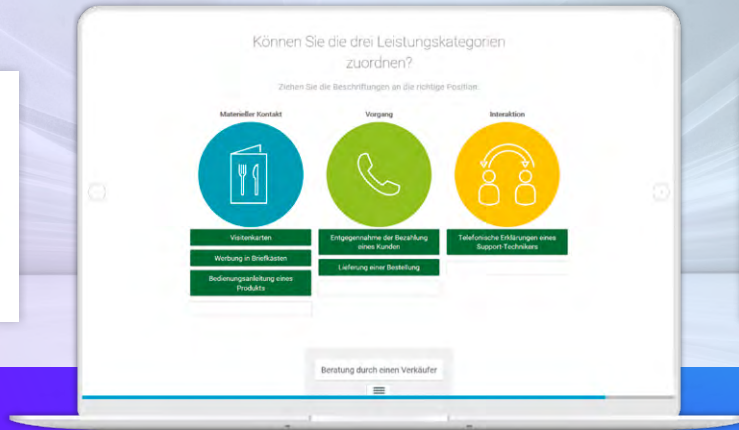 Können Sie die drei Leistungskategorien
zuordnen?
Ziehen Sie die Beschriftungen an die richtige Position.
Materieller Kontakt
Vorgang
Interaktion
Visitenkarten
Werbung in Briefkästen
Bedienungsanleitung eines
Produkts
Entgegennahme der Bezahlung
eines Kunden
Lieferung einer Bestellung
Telefonische Erklärungen eines
Support-Technikers
Beratung durch einen Verkäufer